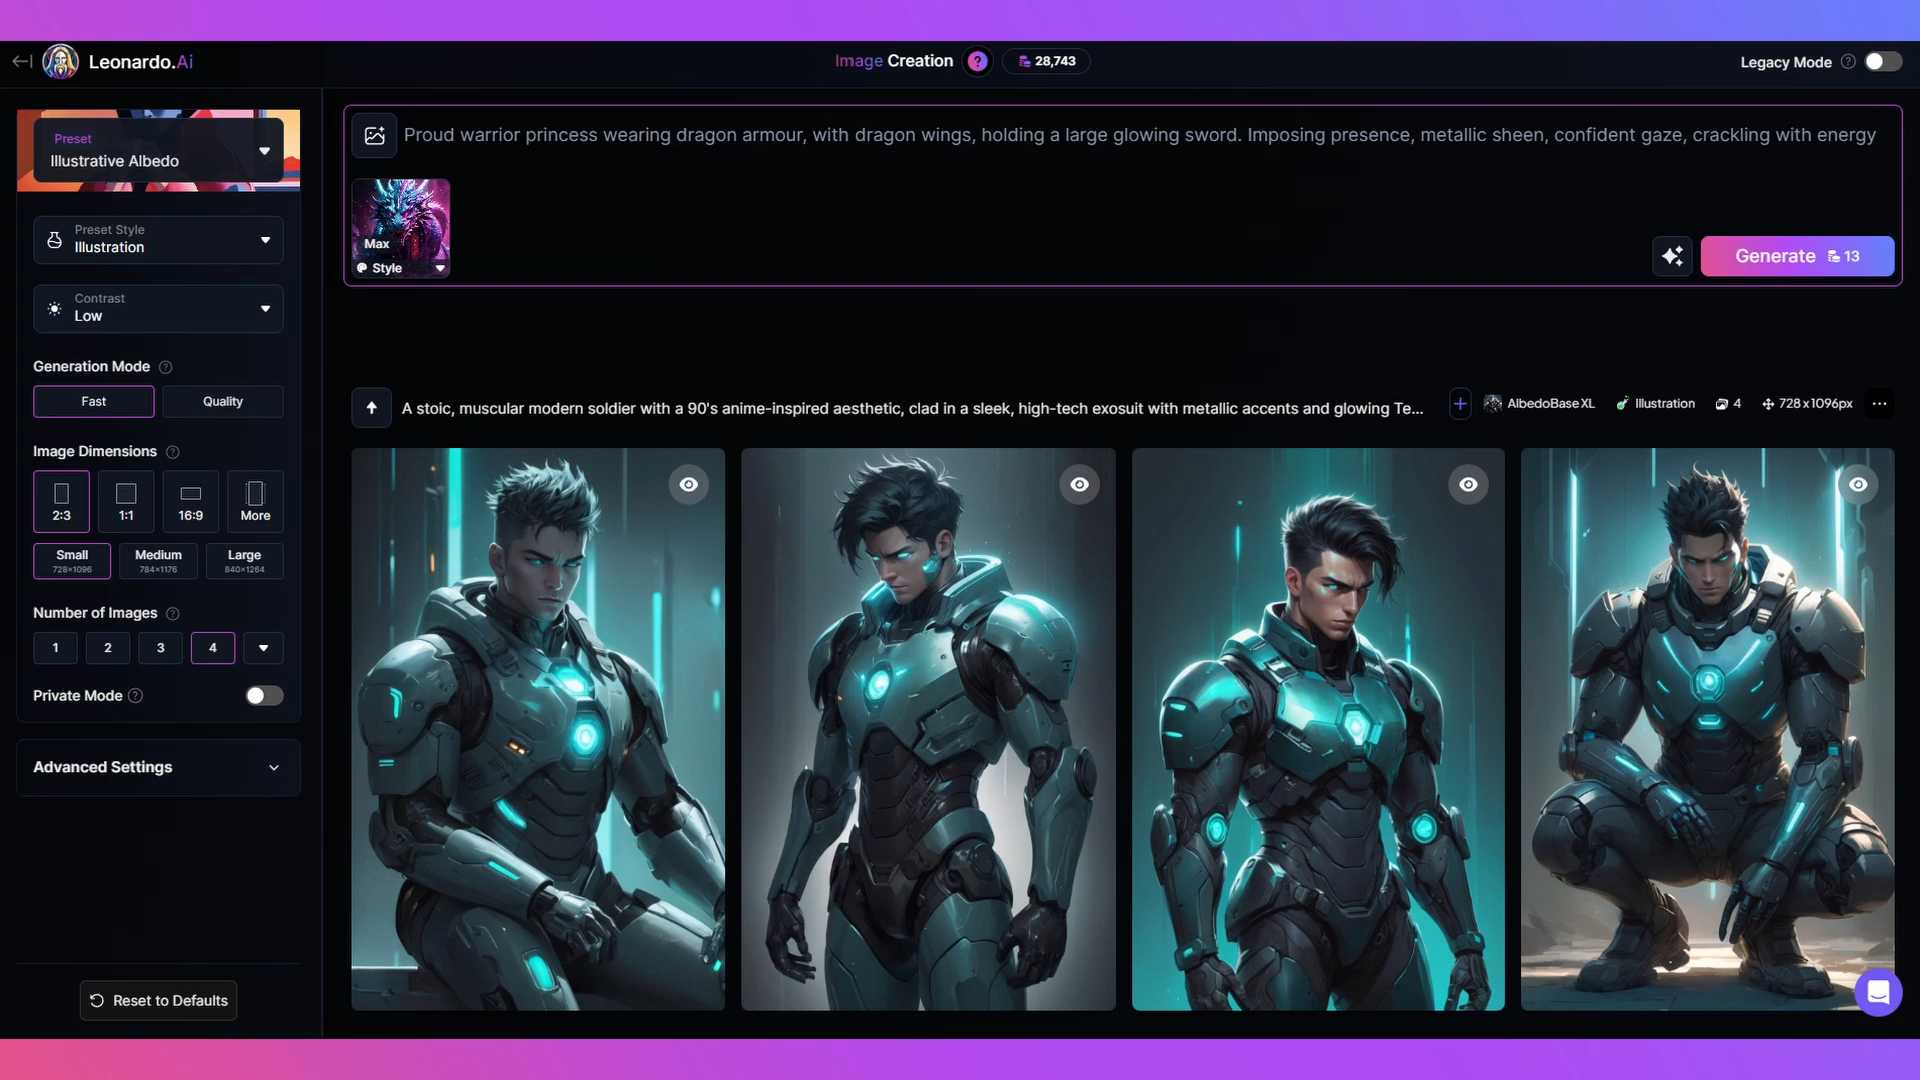 Leonardo.Ai
Image Creation
?
28,743
Legacy Mode ?
Preset
Illustrative Albedo
Preset Style
Illustration
Contrast
Low
Generation Mode ?
Fast
Quality
Image Dimensions ?
2:3
1:1
16:9
More
Small
728×1096
Medium
784×1176
Large
840×1264
Number of Images ?
1
2
3
4
Private Mode ?
Advanced Settings
Reset to Defaults
Proud warrior princess wearing dragon armour, with dragon wings, holding a large glowing sword. Imposing presence, metallic sheen, confident gaze, crackling with energy
Max
Style
Generate 13
A stoic, muscular modern soldier with a 90's anime-inspired aesthetic, clad in a sleek, high-tech exosuit with metallic accents and glowing Te...
AlbedoBase XL
Illustration
4
728 x 1096px